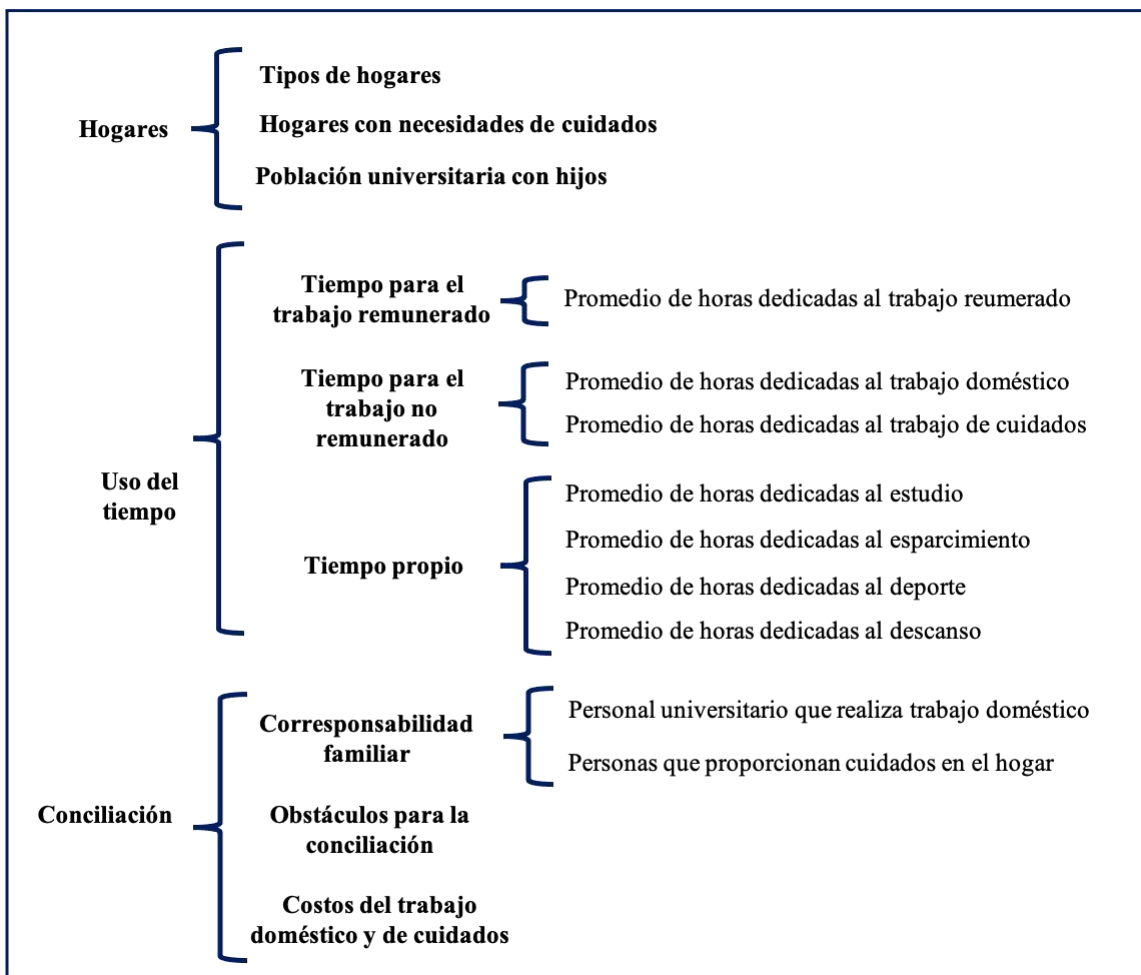 Hogares
Tipos de hogares
Hogares con necesidades de cuidados
Población universitaria con hijos
Uso del
tiempo
Tiempo para el
trabajo remunerado
Promedio de horas dedicadas al trabajo reumerado
Tiempo para el
trabajo no
remunerado
Promedio de horas dedicadas al trabajo doméstico
Promedio de horas dedicadas al trabajo de cuidados
Tiempo propio
Promedio de horas dedicadas al estudio
Promedio de horas dedicadas al esparcimiento
Promedio de horas dedicadas al deporte
Promedio de horas dedicadas al descanso
Conciliación
Corresponsabilidad
familiar
Personal universitario que realiza trabajo doméstico
Personas que proporcionan cuidados en el hogar
Obstáculos para la
conciliación
Costos del trabajo
doméstico y de cuidados